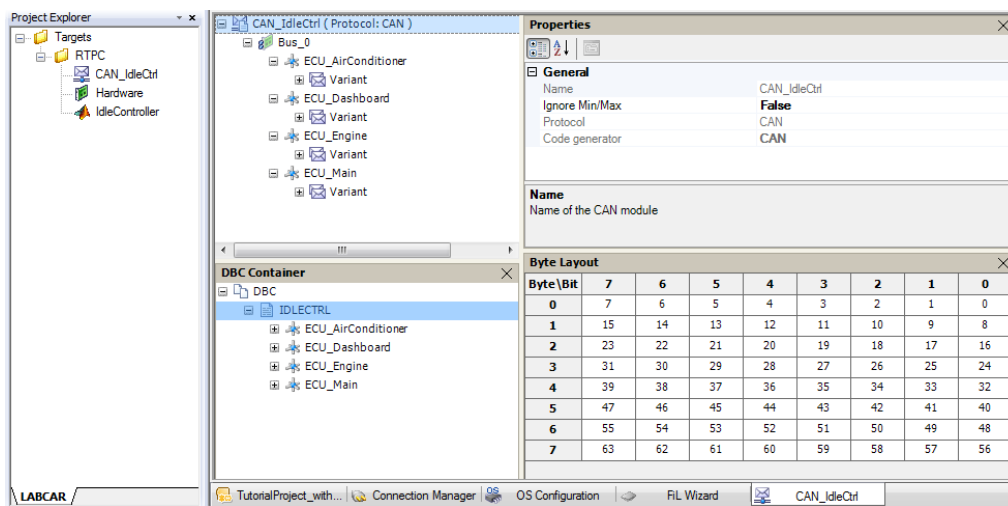 Project Explorer
Targets
RTPC
CAN_IdleCtrl
Hardware
IdleController
LABCAR
CAN_IdleCtrl ( Protocol: CAN )
Bus_0
ECU_AirConditioner
Variant
ECU_Dashboard
Variant
ECU_Engine
Variant
ECU_Main
Variant
DBC Container
DBC
IDLECTRL
ECU_AirConditioner
ECU_Dashboard
ECU_Engine
ECU_Main
Properties
General
Name CAN_IdleCtrl
Ignore Min/Max False
Protocol CAN
Code generator CAN
Name
Name of the CAN module
Byte Layout
Byte\Bit 7 6 5 4 3 2 1 0
0 7 6 5 4 3 2 1 0
1 15 14 13 12 11 10 9 8
2 23 22 21 20 19 18 17 16
3 31 30 29 28 27 26 25 24
4 39 38 37 36 35 34 33 32
5 47 46 45 44 43 42 41 40
6 55 54 53 52 51 50 49 48
7 63 62 61 60 59 58 57 56
TutorialProject_with... Connection Manager OS OS Configuration FiL Wizard CAN_IdleCtrl